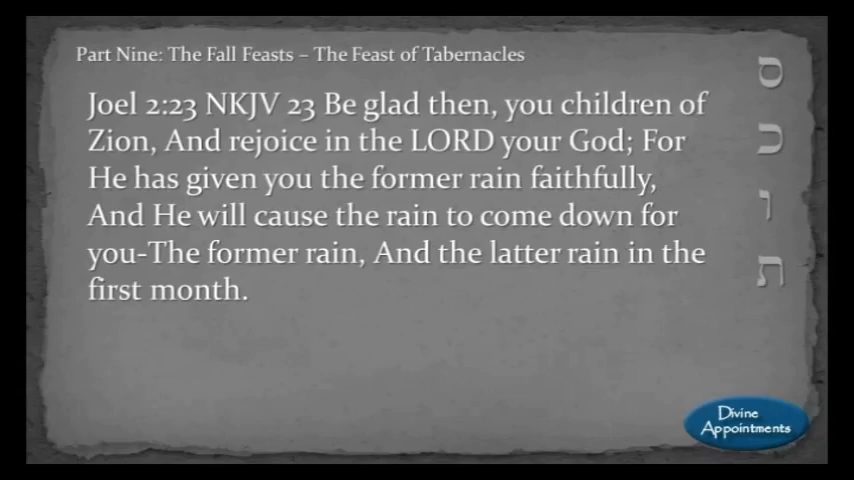 Part Nine: The Fall Feasts – The Feast of Tabernacles
Joel 2:23 NKJV 23 Be glad then, you children of
Zion, And rejoice in the LORD your God; For
He has given you the former rain faithfully,
And He will cause the rain to come down for
you-The former rain, And the latter rain in the
first month.
ס
כ
ו
ת
Divine
Appointments